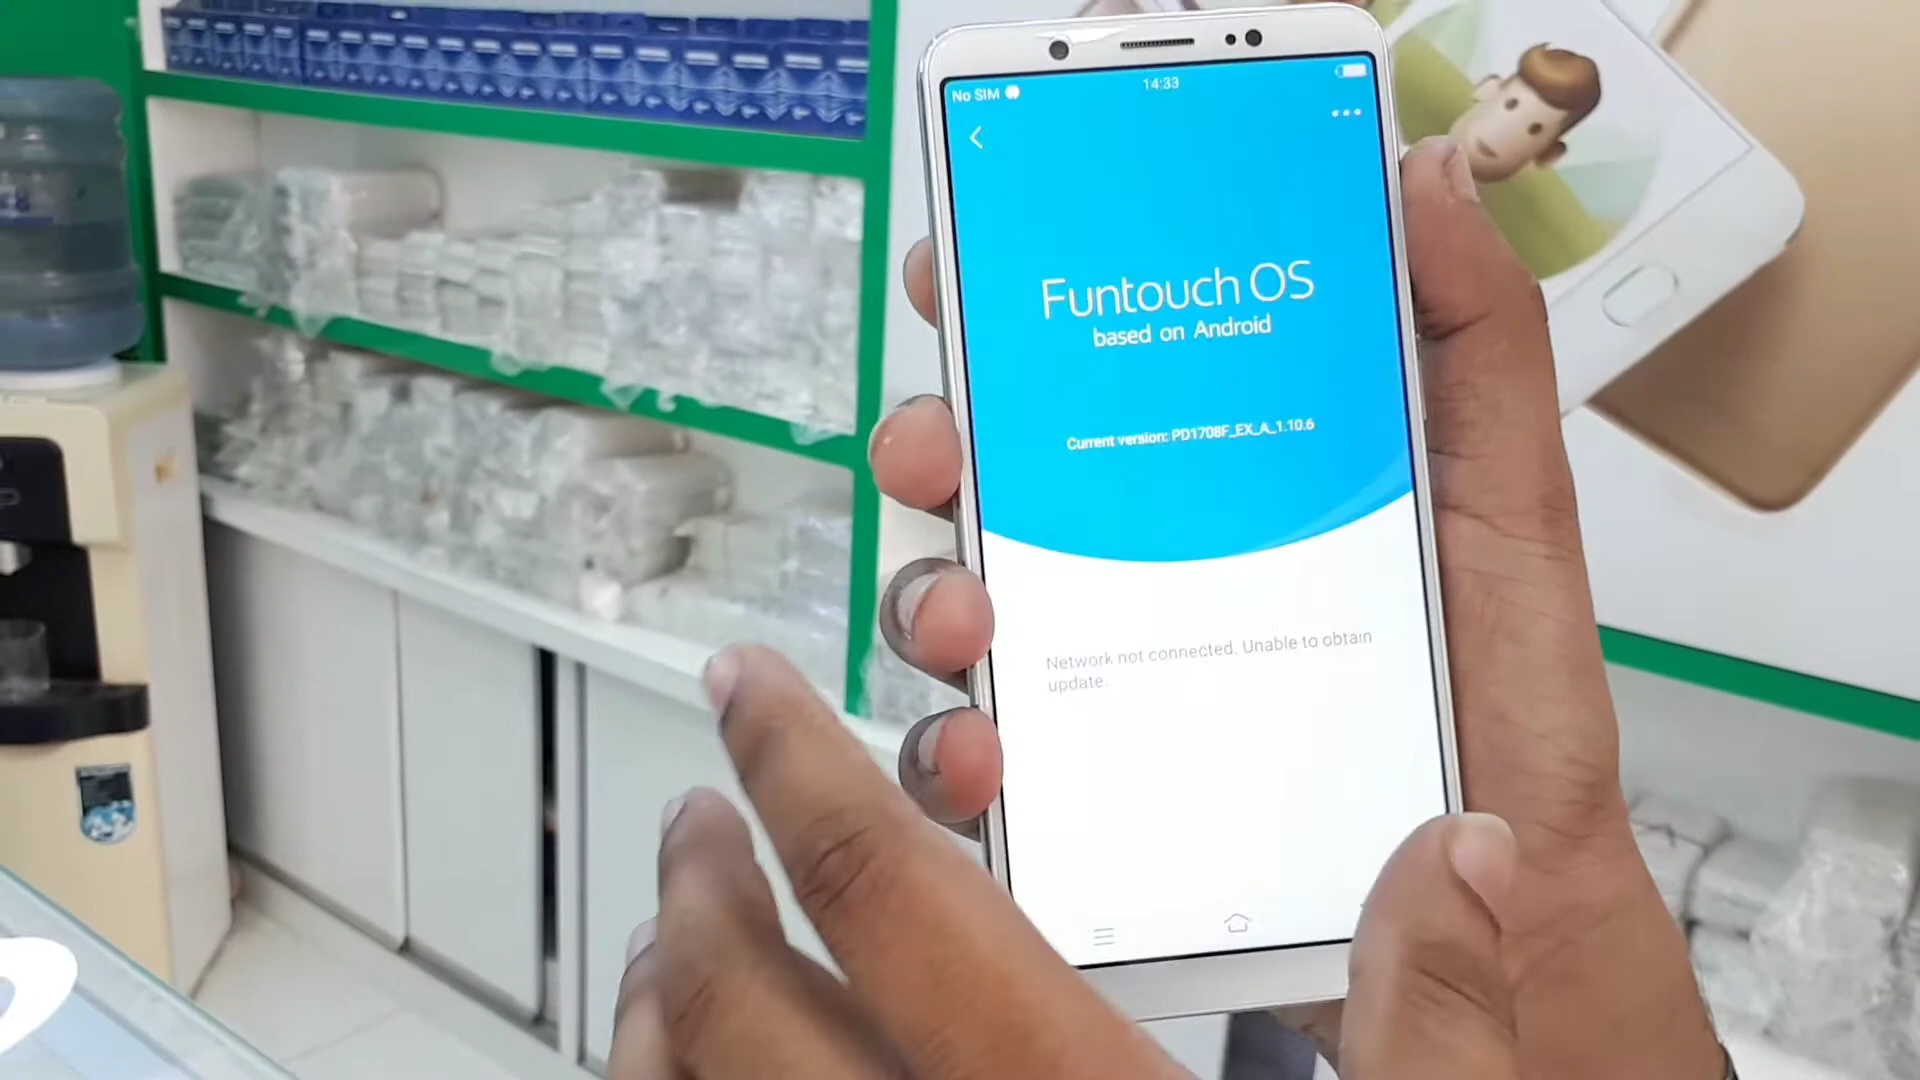 No SIM
14:33
Funtouch OS
based on Android
Current version: PD1708F_EX_A_1.10.6
Network not connected. Unable to obtain
update.